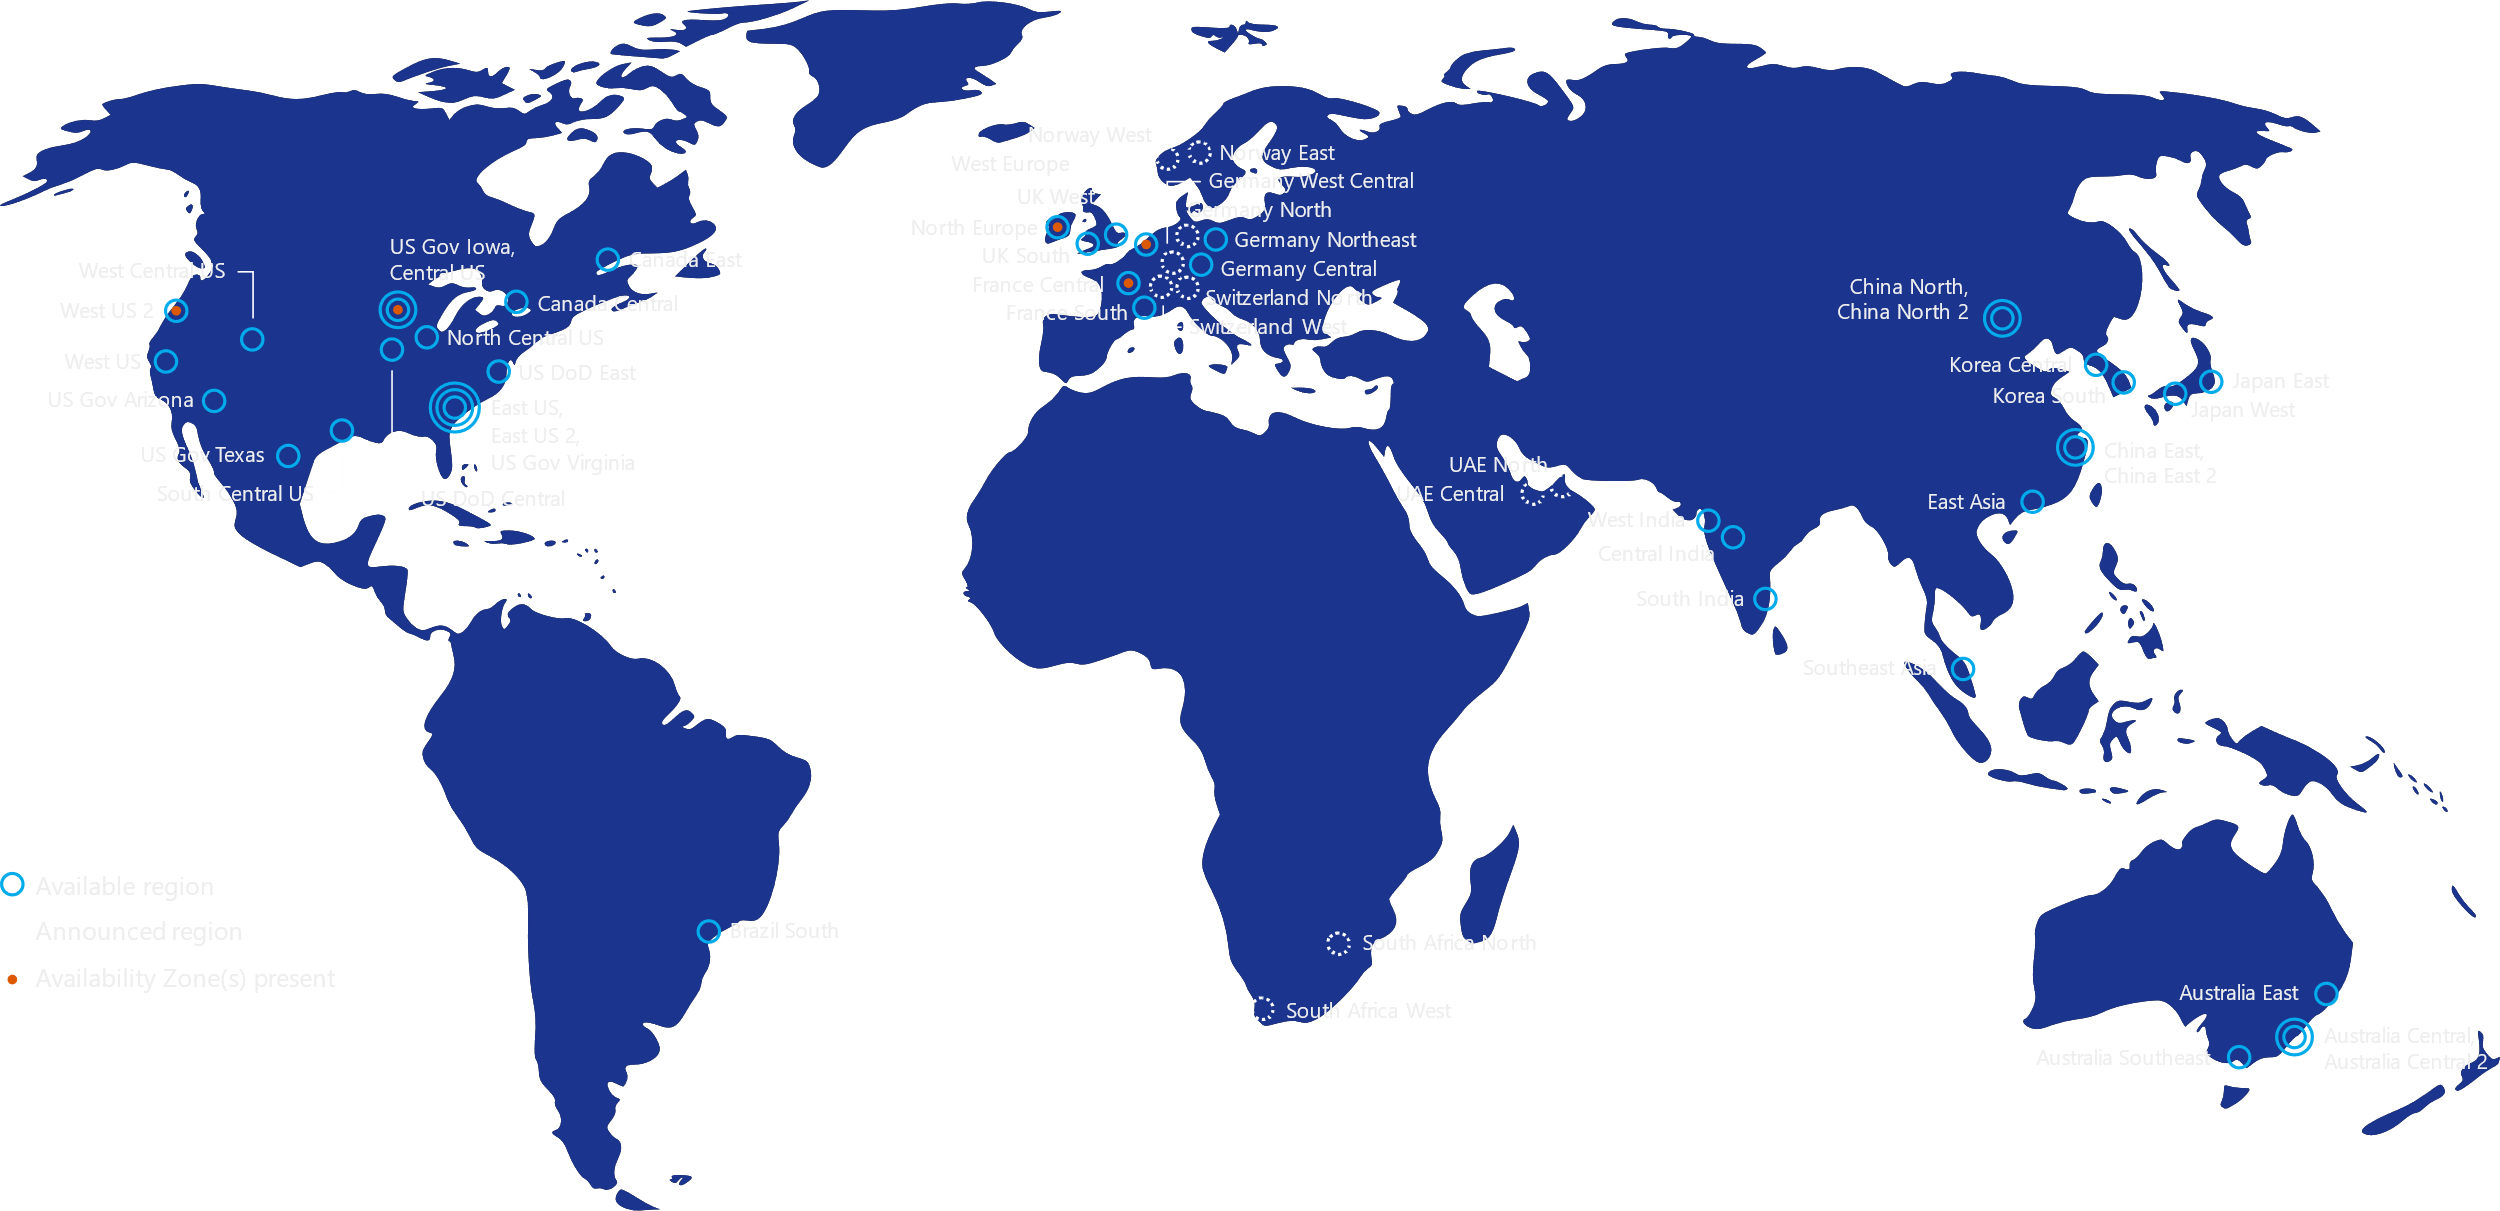 Norway West
Norway East
West Europe
Germany West Central
UK West
Germany North
North Europe
Germany Northeast
UK South
Germany Central
France Central
Switzerland North
France South
Switzerland West
US Gov Iowa,
Central US
Canada East
West Central US
Canada Central
West US 2
North Central US
West US
US DoD East
US Gov Arizona
East US,
East US 2,
US Gov Virginia
US Gov Texas
South Central US
US DoD Central
China North,
China North 2
Korea Central
Korea South
Japan East
Japan West
China East,
China East 2
UAE North
UAE Central
East Asia
West India
Central India
South India
Southeast Asia
Available region
Announced region
Availability Zone(s) present
Brazil South
South Africa North
South Africa West
Australia East
Australia Central,
Australia Central 2
Australia Southeast